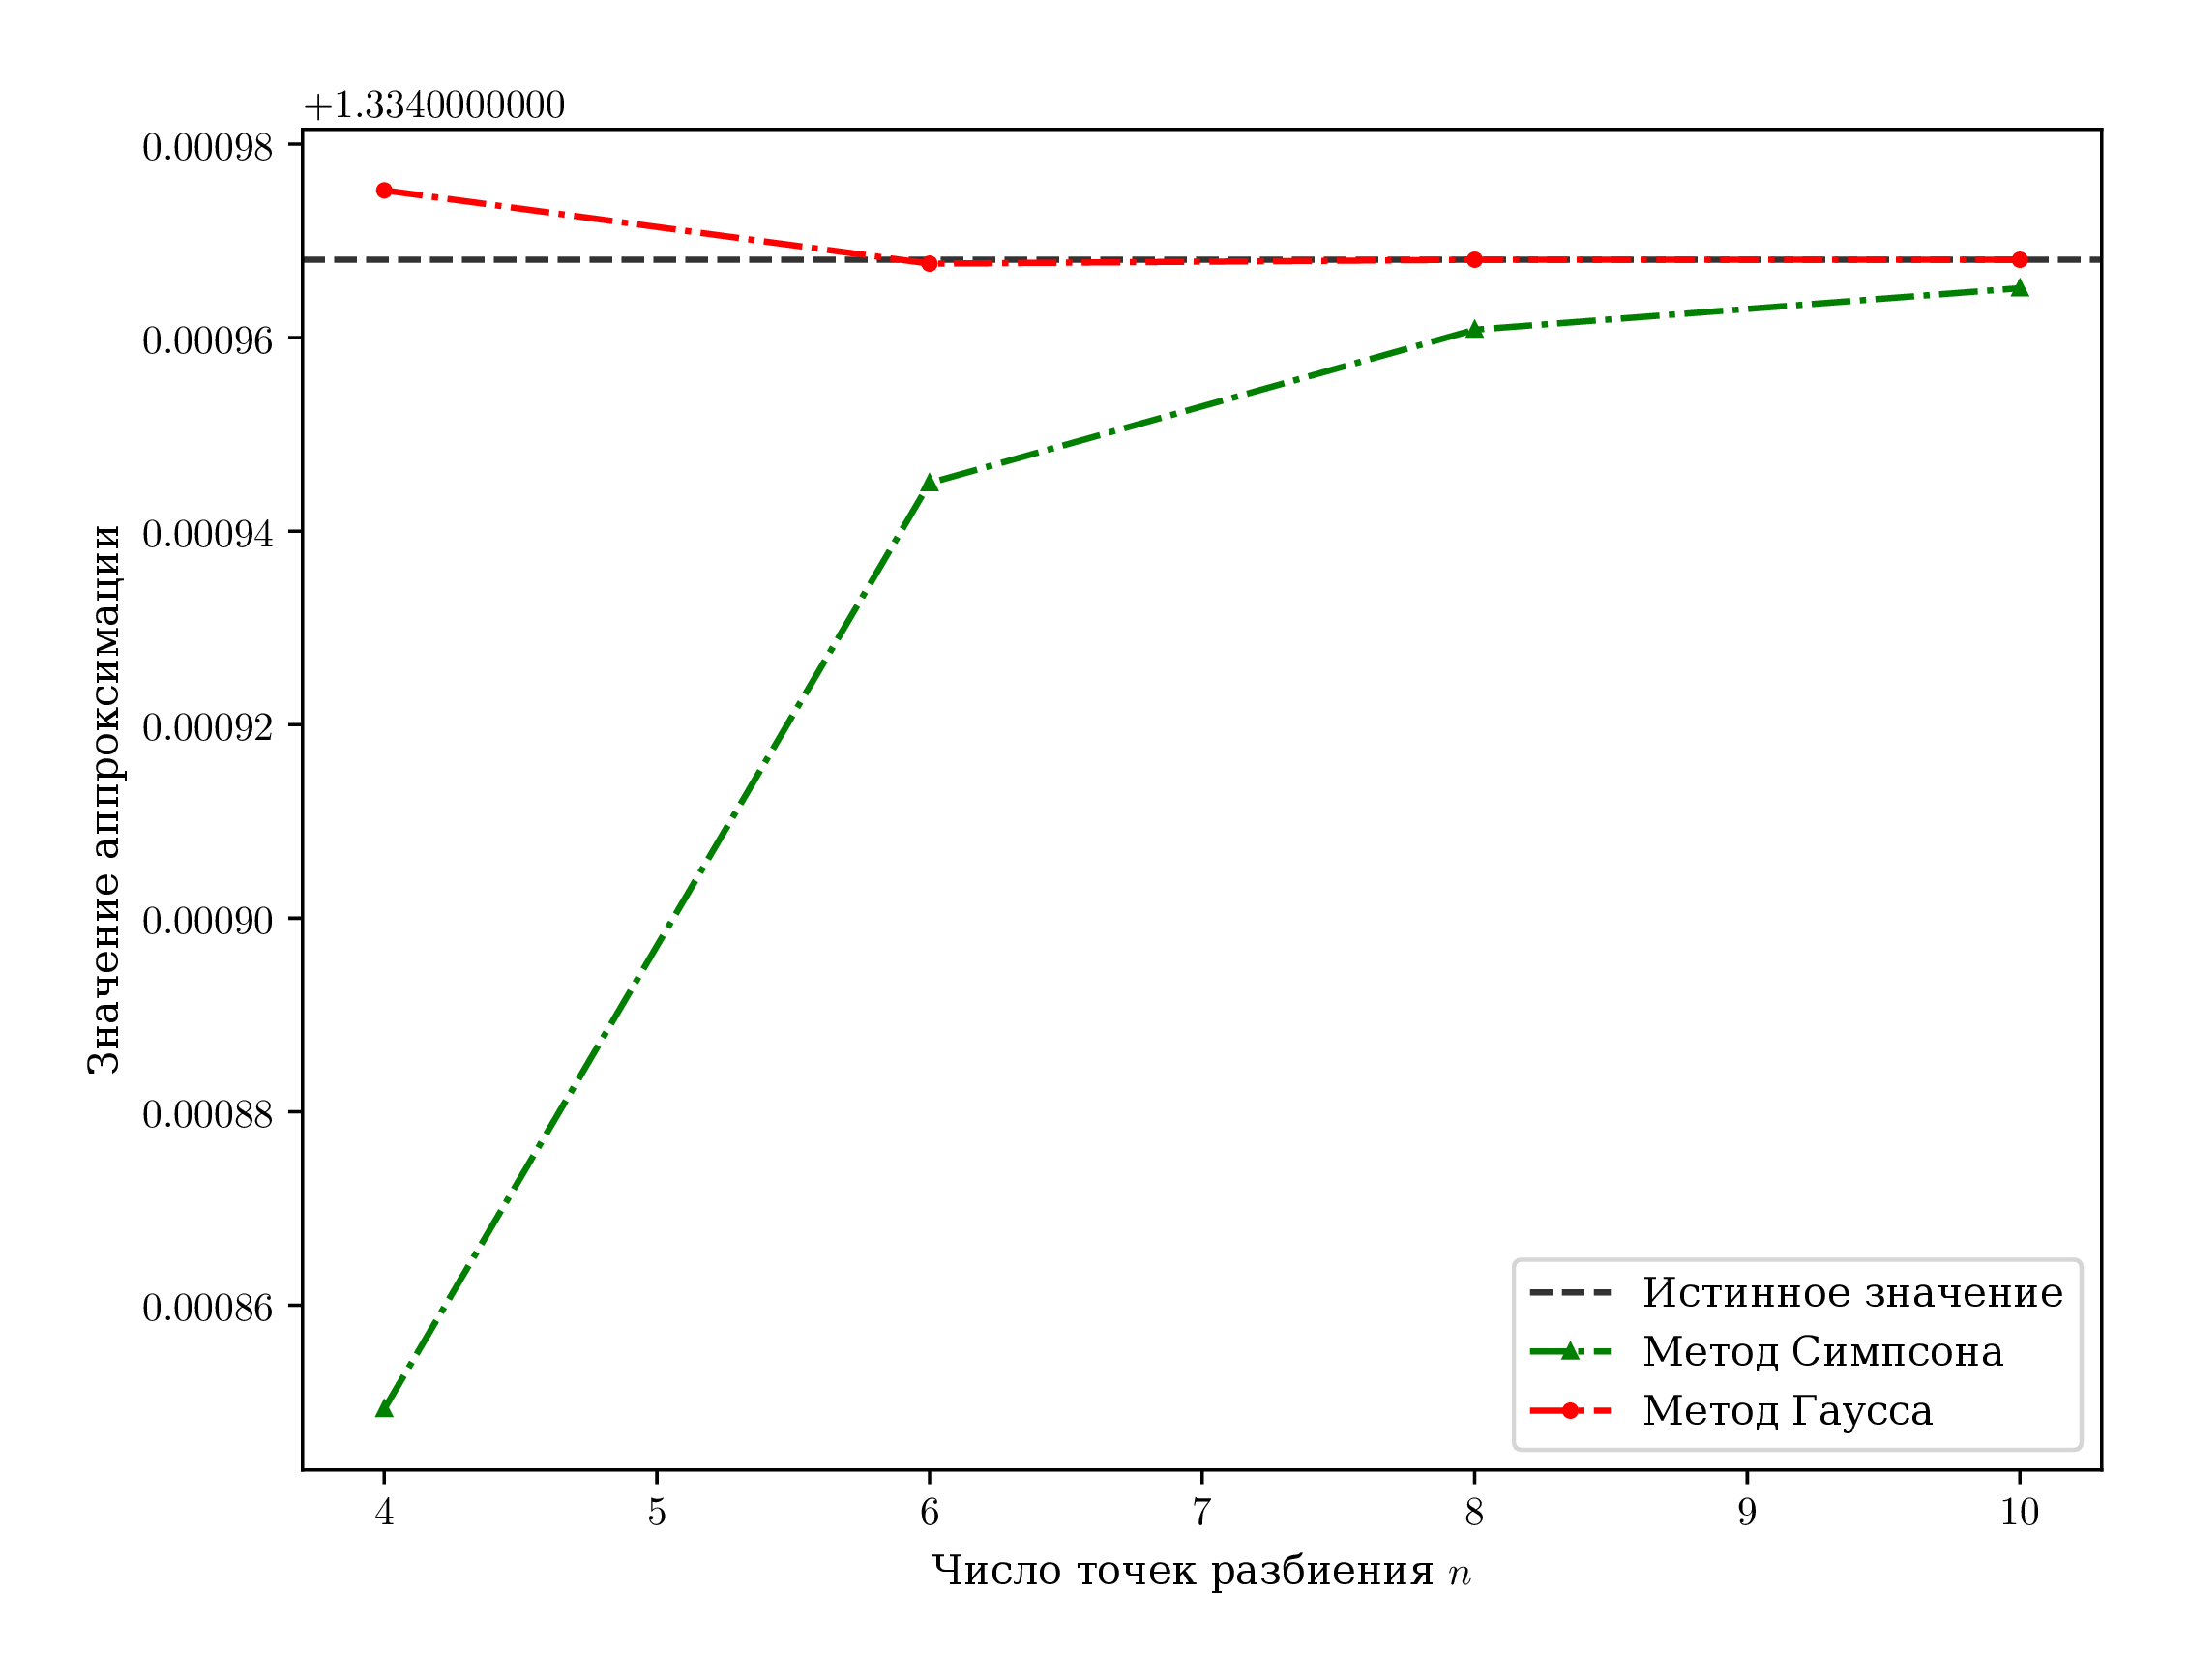 +1.3340000000
0.00098
0.00096
0.00094
0.00092
0.00090
0.00088
0.00086
Значение аппроксимации
4 5 6 7 8 9 10
Число точек разбиения n
Истинное значение
Метод Симпсона
Метод Гаусса